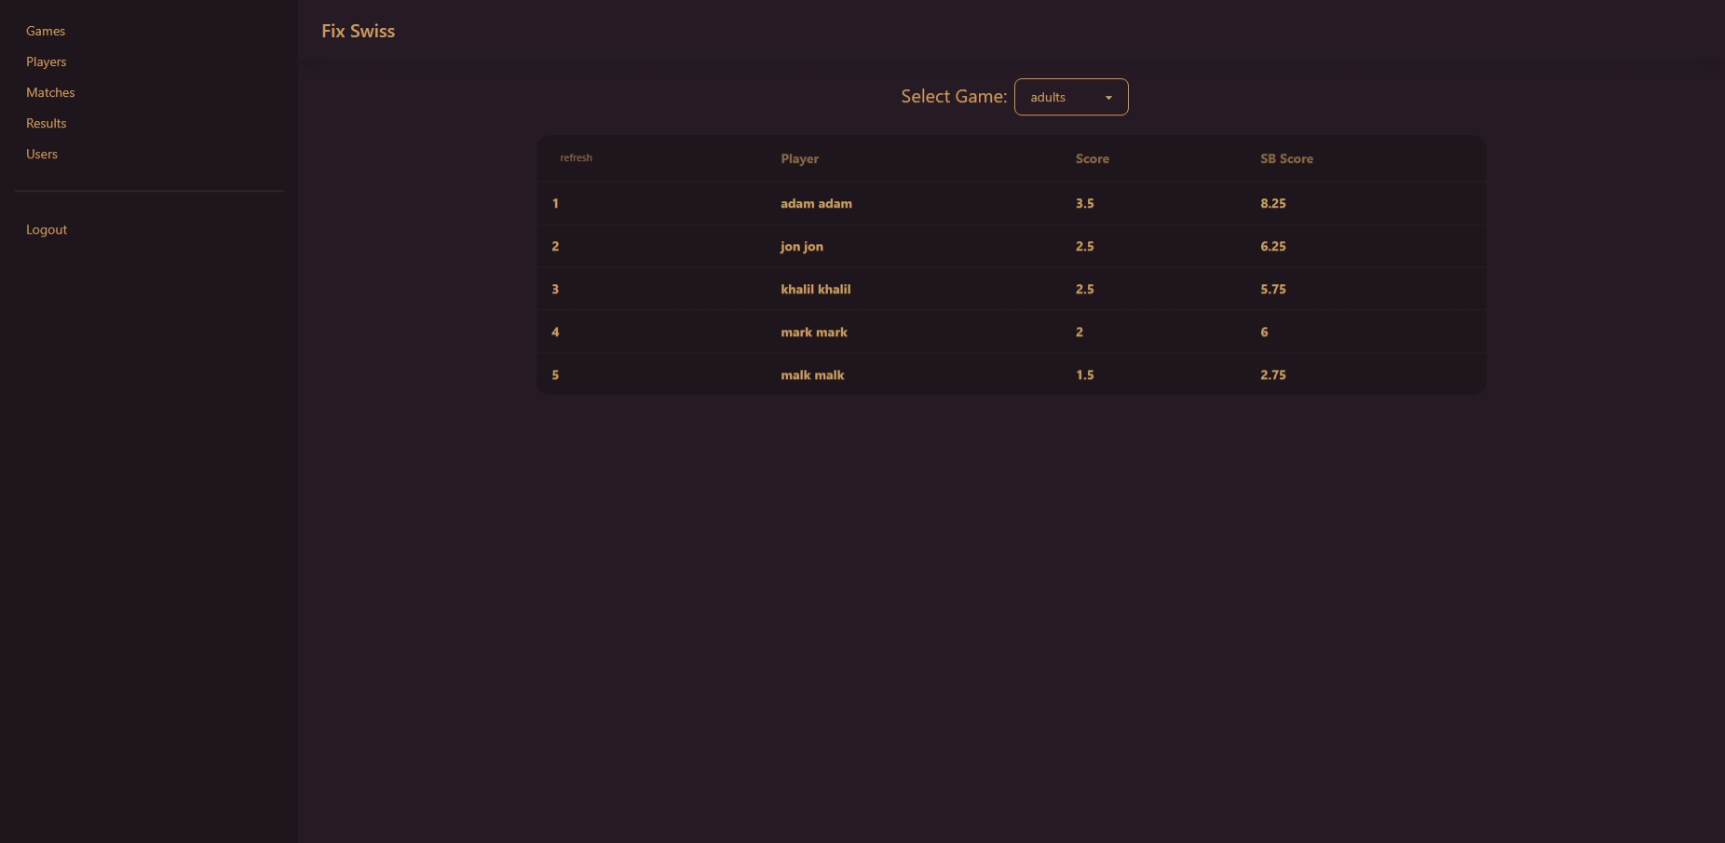 Games
Players
Matches
Results
Users
Logout
Fix Swiss
Select Game: adults
refresh Player Score SB Score
1 adam adam 3.5 8.25
2 jon jon 2.5 6.25
3 khalil khalil 2.5 5.75
4 mark mark 2 6
5 malk malk 1.5 2.75